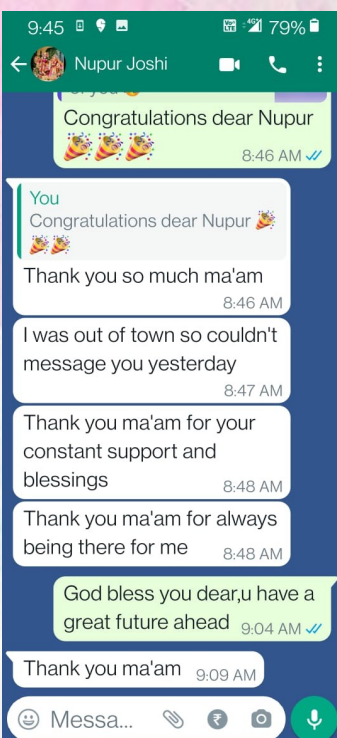 9:45 79%
Nupur Joshi
Congratulations dear Nupur
🎉🎉🎉
8:46 AM
You
Congratulations dear Nupur 🎉
🎉🎉
Thank you so much ma'am
8:46 AM
I was out of town so couldn't
message you yesterday
8:47 AM
Thank you ma'am for your
constant support and
blessings 8:48 AM
Thank you ma'am for always
being there for me 8:48 AM
God bless you dear,u have a
great future ahead 9:04 AM
Thank you ma'am 9:09 AM
Messa...